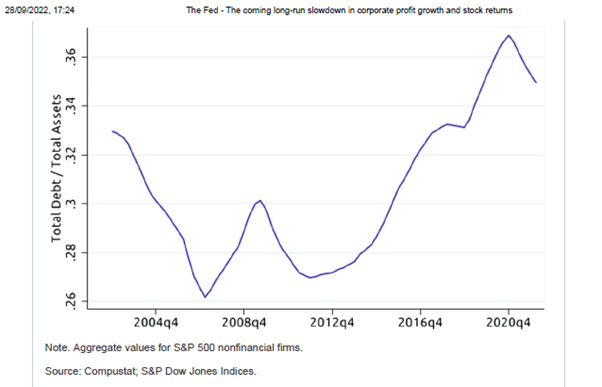 28/09/2022, 17:24 The Fed - The coming long-run slowdown in corporate profit growth and stock returns
Total Debt / Total Assets
.36
.34
.32
.3
.28
.26
2004q4 2008q4 2012q4 2016q4 2020q4
Note. Aggregate values for S&P 500 nonfinancial firms.
Source: Compustat; S&P Dow Jones Indices.